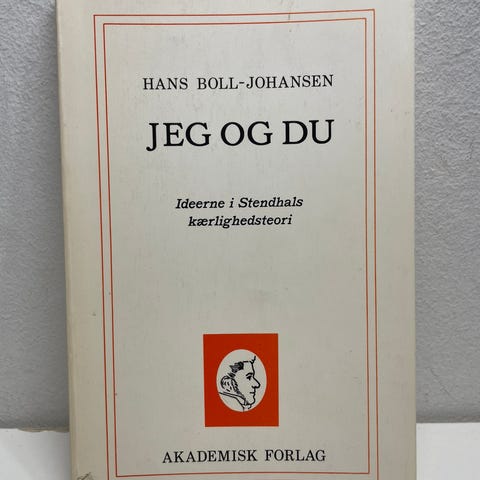 HANS BOLL-JOHANSEN
JEG OG DU
Ideerne i Stendhals
kærlighedsteori
AKADEMISK FORLAG